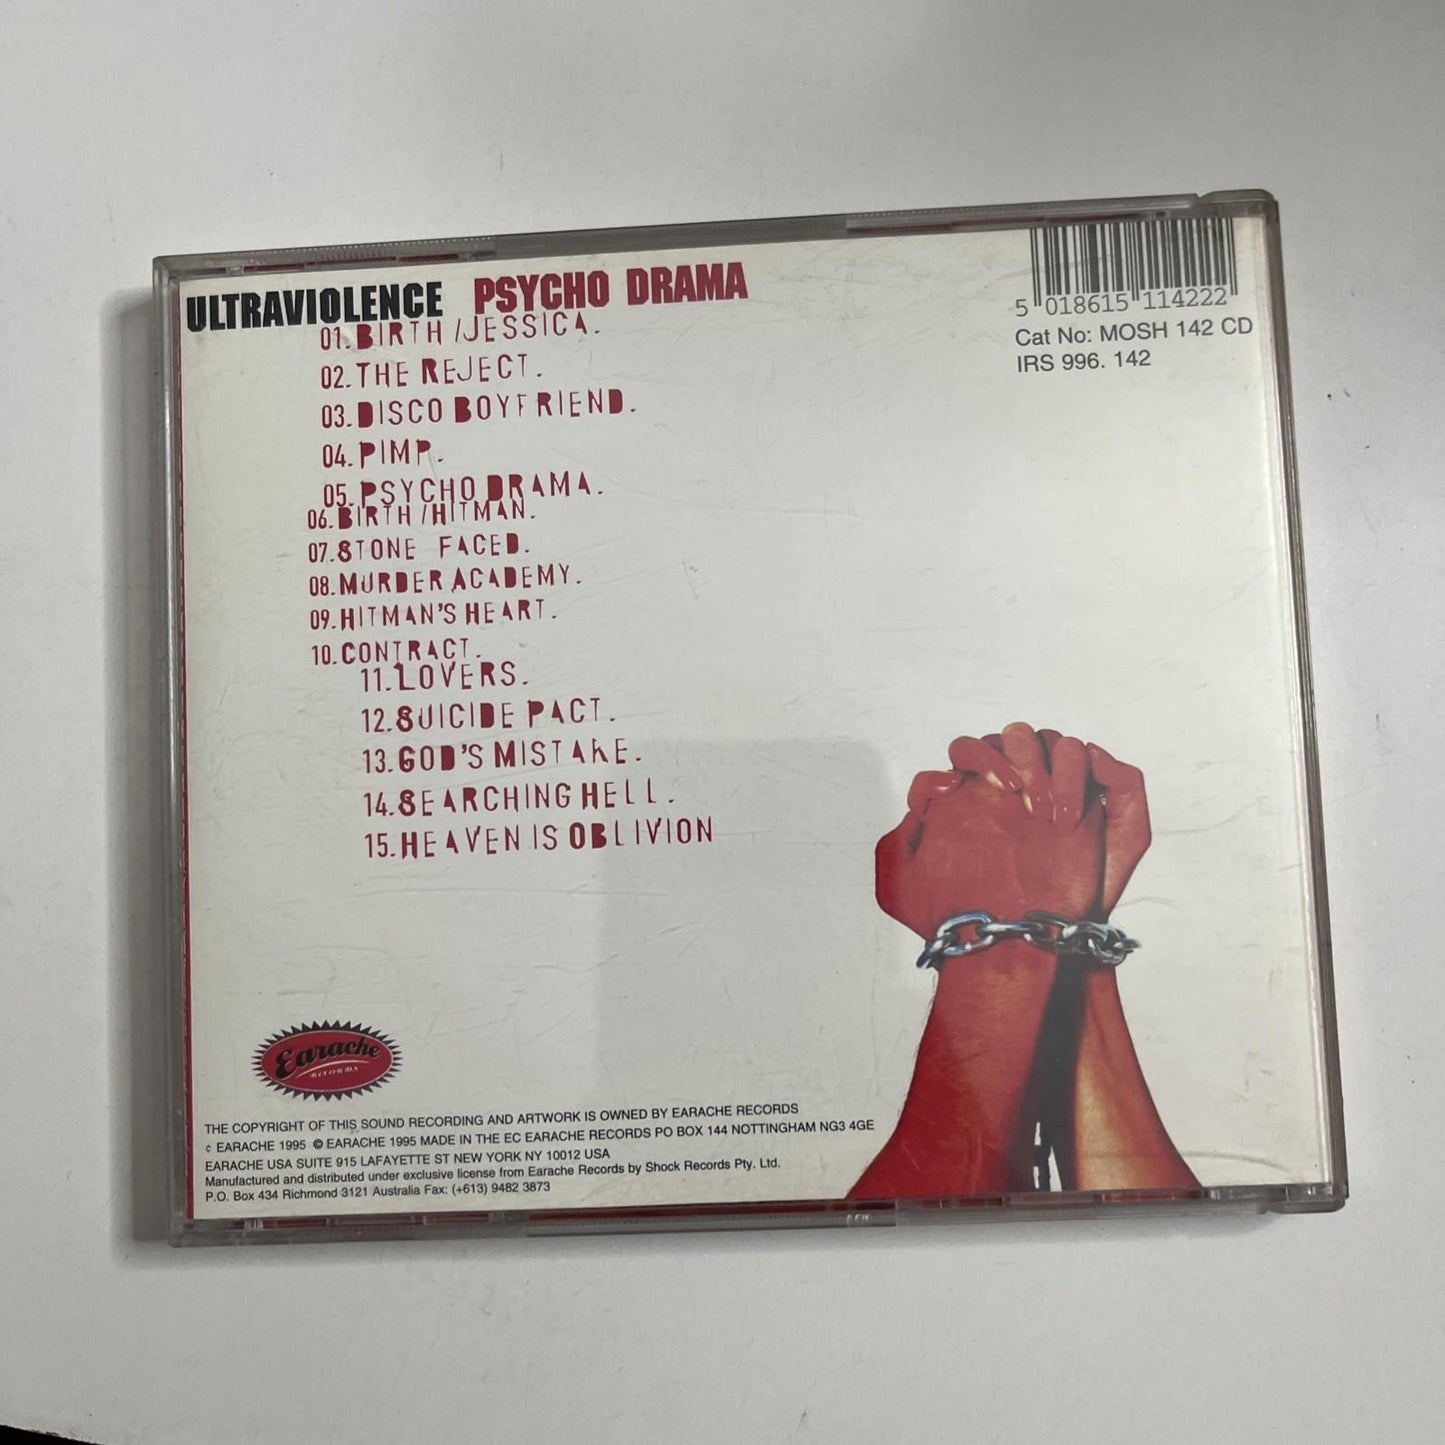 ULTRAVIOLENCE PSYCHO DRAMA
01. BIRTH / JESSICA.
02. THE REJECT.
03. DISCO BOYFRIEND.
04. PIMP.
05. PSYCHO DRAMA.
06. BIRTH / HITMAN.
07. STONE FACED.
08. MURDER ACADEMY.
09. HITMAN'S HEART.
10. CONTRACT.
11. LOVERS.
12. SUICIDE PACT.
13. GOD'S MISTAKE.
14. SEARCHING HELL.
15. HEAVEN IS OBLIVION
5 018615 114222
Cat No: MOSH 142 CD
IRS 996. 142
Earache
RECORDS
THE COPYRIGHT OF THIS SOUND RECORDING AND ARTWORK IS OWNED BY EARACHE RECORDS
¢ EARACHE 1995 © EARACHE 1995 MADE IN THE EC EARACHE RECORDS PO BOX 144 NOTTINGHAM NG3 4GE
EARACHE USA SUITE 915 LAFAYETTE ST NEW YORK NY 10012 USA
Manufactured and distributed under exclusive license from Earache Records by Shock Records Pty. Ltd.
P.O. Box 434 Richmond 3121 Australia Fax: (+613) 9482 3873